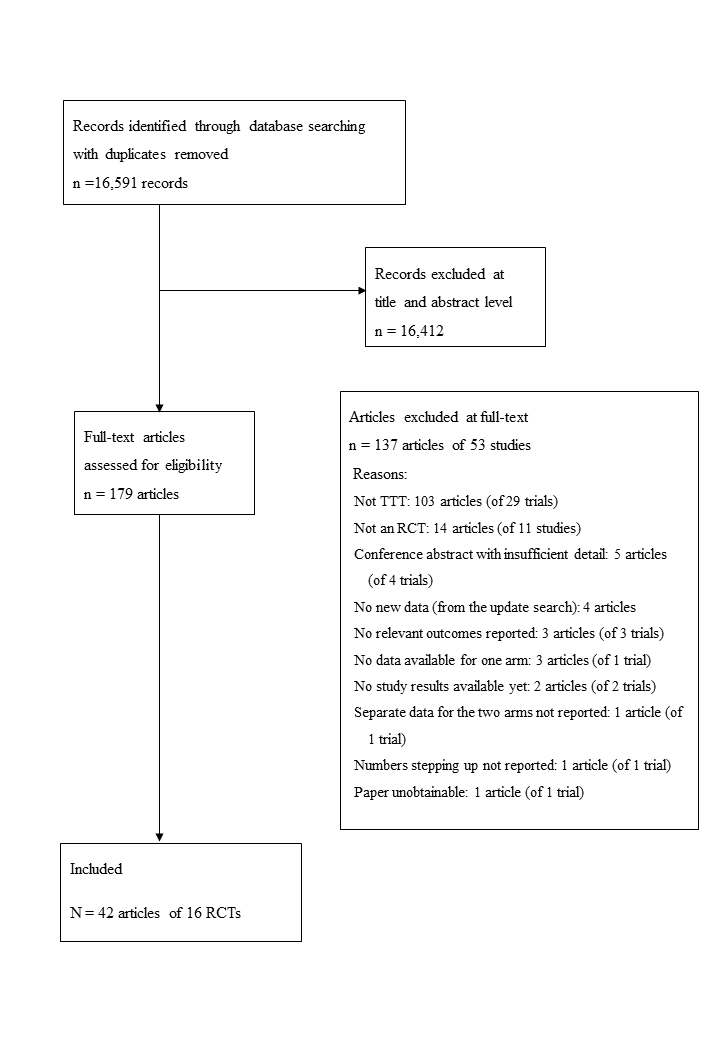 Records identified through database searching
with duplicates removed
n =16,591 records
Records excluded at
title and abstract level
n = 16,412
Full-text articles
assessed for eligibility
n = 179 articles
Articles excluded at full-text
n = 137 articles of 53 studies
Reasons:
Not TTT: 103 articles (of 29 trials)
Not an RCT: 14 articles (of 11 studies)
Conference abstract with insufficient detail: 5 articles
(of 4 trials)
No new data (from the update search): 4 articles
No relevant outcomes reported: 3 articles (of 3 trials)
No data available for one arm: 3 articles (of 1 trial)
No study results available yet: 2 articles (of 2 trials)
Separate data for the two arms not reported: 1 article (of
1 trial)
Numbers stepping up not reported: 1 article (of 1 trial)
Paper unobtainable: 1 article (of 1 trial)
Included
N = 42 articles of 16 RCTs